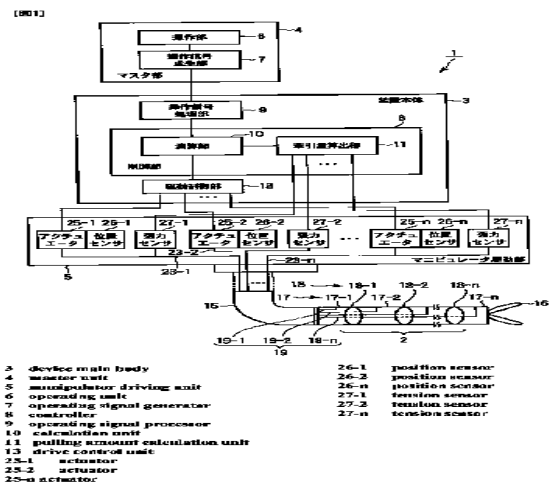 【図1】
操作部
6
4
操作信号
生成部
7
マスタ部
1
装置本体
3
操作信号
処理部
9
8
10
演算部
牽引量算出部
11
制御部
駆動制御部
13
25-1 26-1 27-1 25-2 26-2 27-2 25-n 26-n 27-n
アクチュ
エータ
位置
センサ
張力
センサ
アクチュ
エータ
位置
センサ
張力
センサ
アクチュ
エータ
位置
センサ
張力
センサ
5
23-1
23-2
23-n
マニピュレータ駆動部
15
18 18-1 18-2 18-n
17 17-1 17-2 17-n
16
19-1 19-2 18-n
19
2
3 device main body
4 master unit
5 manipulator driving unit
6 operating unit
7 operating signal generator
8 controller
9 operating signal processor
10 calculation unit
11 pulling amount calculation unit
13 drive control unit
25-1 actuator
25-2 actuator
25-n actuator
26-1 position sensor
26-2 position sensor
26-n position sensor
27-1 tension sensor
27-2 tension sensor
27-n tension sensor